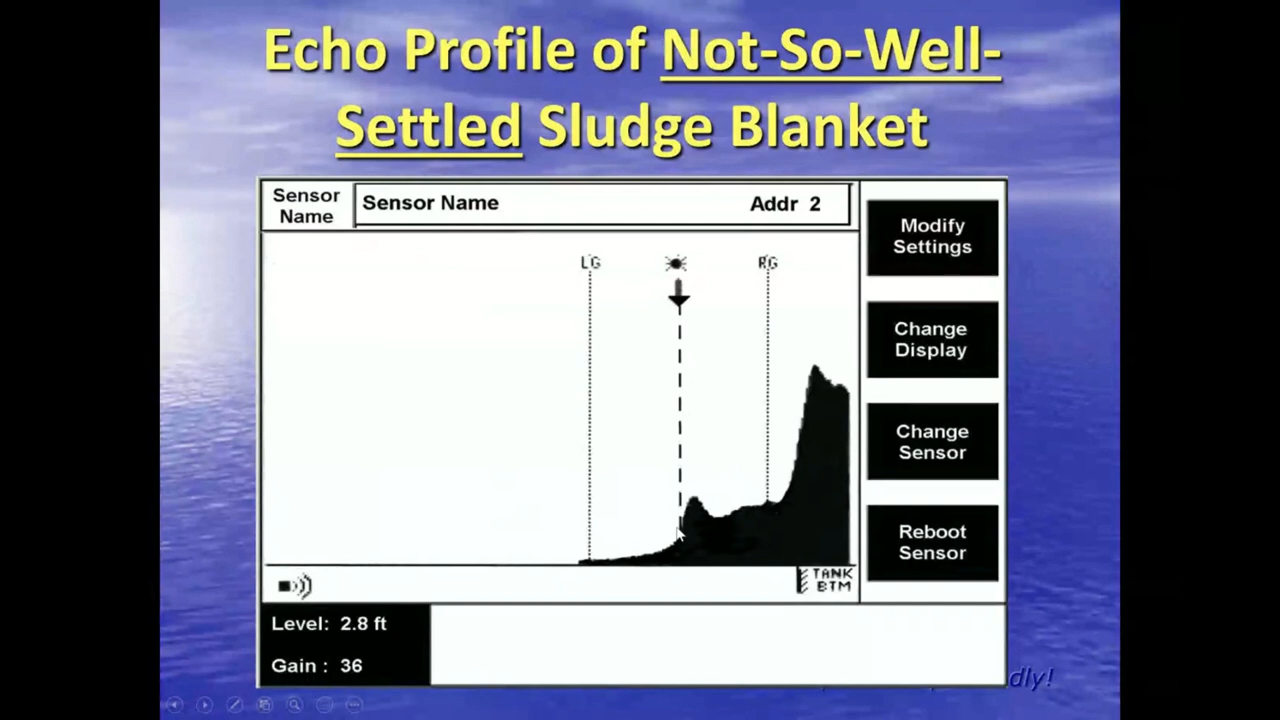 Echo Profile of Not-So-Well-
Settled Sludge Blanket
Sensor
Name
Sensor Name Addr 2
Modify
Settings
LG RG
Change
Display
Change
Sensor
Reboot
Sensor
TANK
BTM
Level: 2.8 ft
Gain : 36
dly!